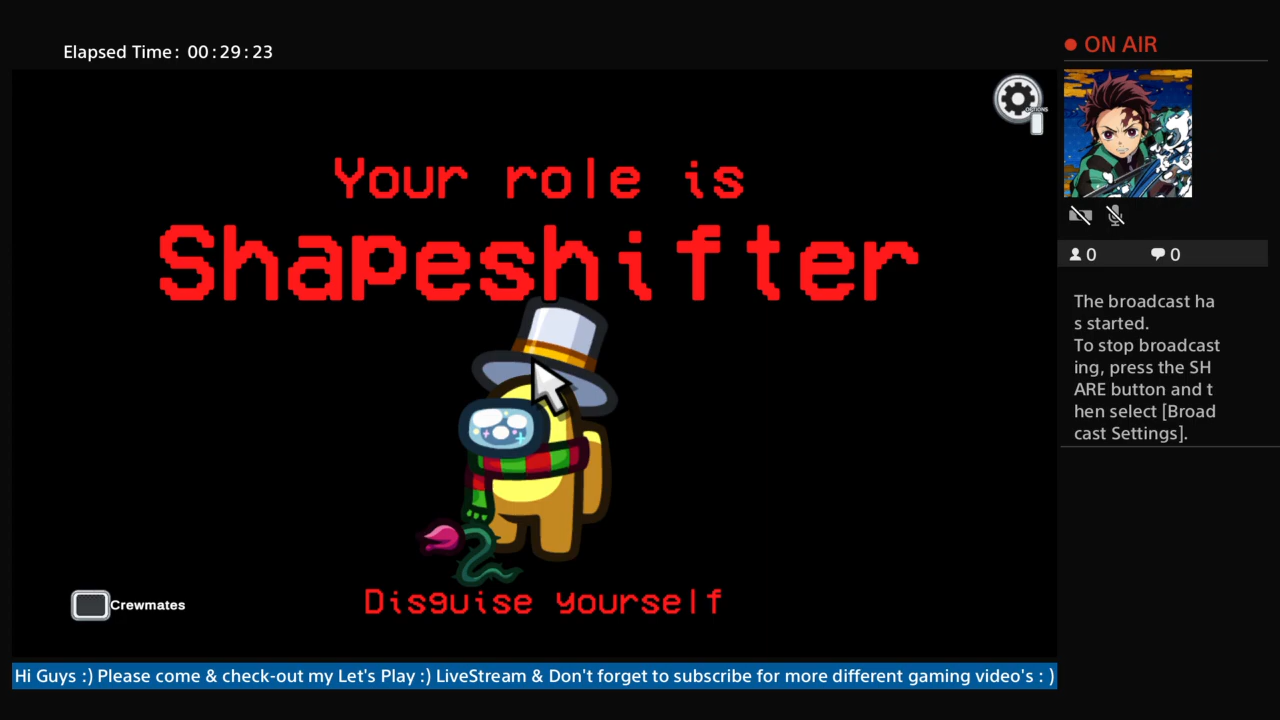 Elapsed Time: 00:29:23
ON AIR
OPTIONS
Your role is
Shapeshifter
0
0
The broadcast ha
s started.
To stop broadcast
ing, press the SH
ARE button and t
hen select [Broad
cast Settings].
Crewmates
Disguise yourself
Hi Guys :) Please come & check-out my Let's Play :) LiveStream & Don't forget to subscribe for more different gaming video's : )